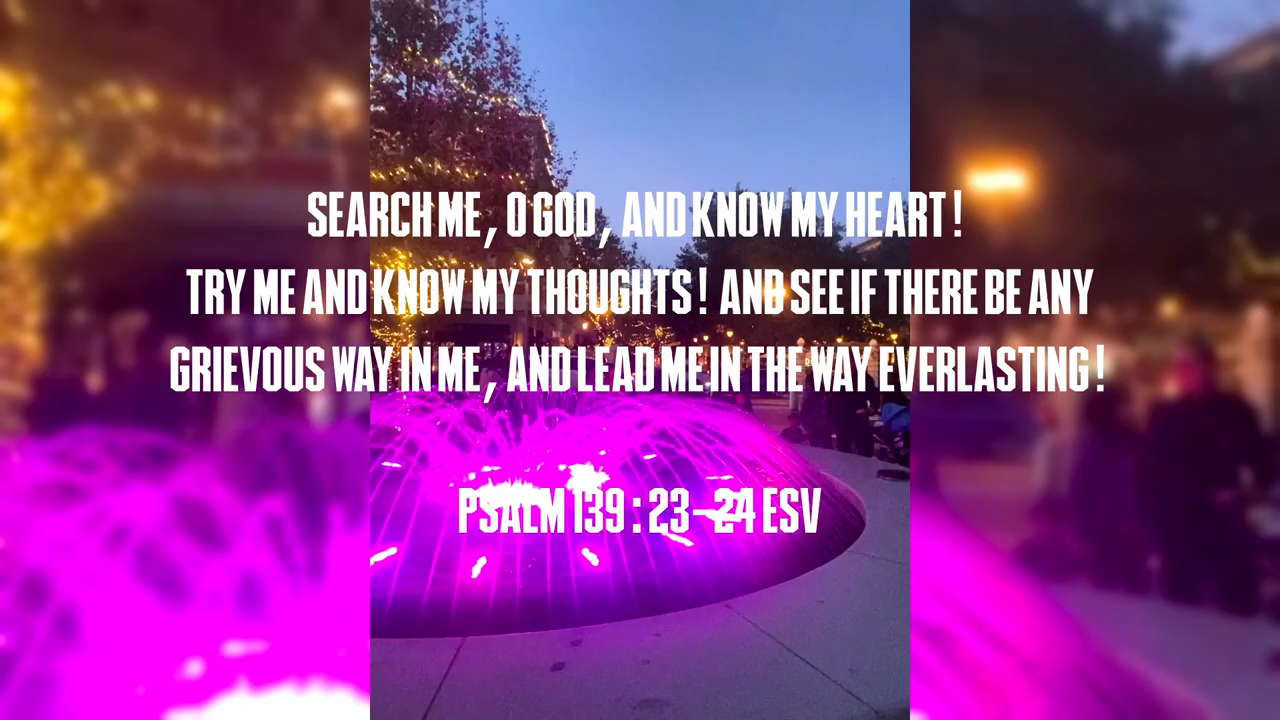 SEARCH ME, O GOD, AND KNOW MY HEART!
TRY ME AND KNOW MY THOUGHTS! AND SEE IF THERE BE ANY
GRIEVOUS WAY IN ME, AND LEAD ME IN THE WAY EVERLASTING!
PSALM 139:23–24 ESV